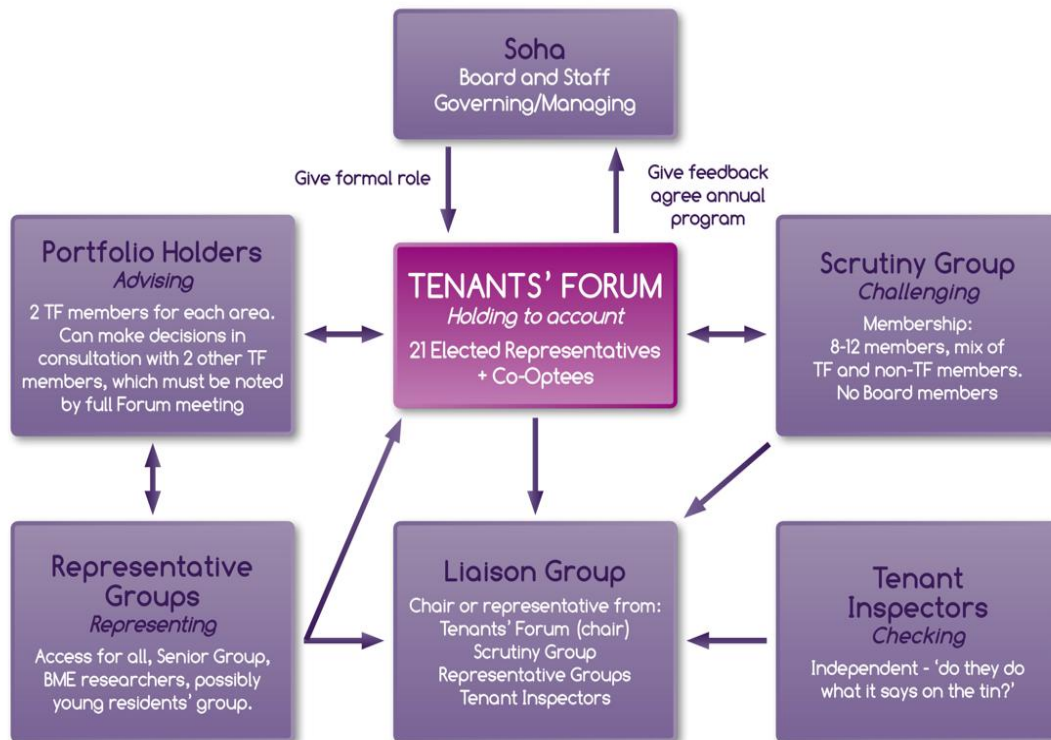 Soha
Board and Staff
Governing/Managing
Give formal role
Give feedback
agree annual
program
Portfolio Holders
Advising
2 TF members for each area.
Can make decisions in
consultation with 2 other TF
members, which must be noted
by full Forum meeting
TENANTS' FORUM
Holding to account
21 Elected Representatives
+ Co-Optees
Scrutiny Group
Challenging
Membership:
8-12 members, mix of
TF and non-TF members.
No Board members
Representative
Groups
Representing
Access for all, Senior Group,
BME researchers, possibly
young residents' group.
Liaison Group
Chair or representative from:
Tenants' Forum (chair)
Scrutiny Group
Representative Groups
Tenant Inspectors
Tenant
Inspectors
Checking
Independent - 'do they do
what it says on the tin?'